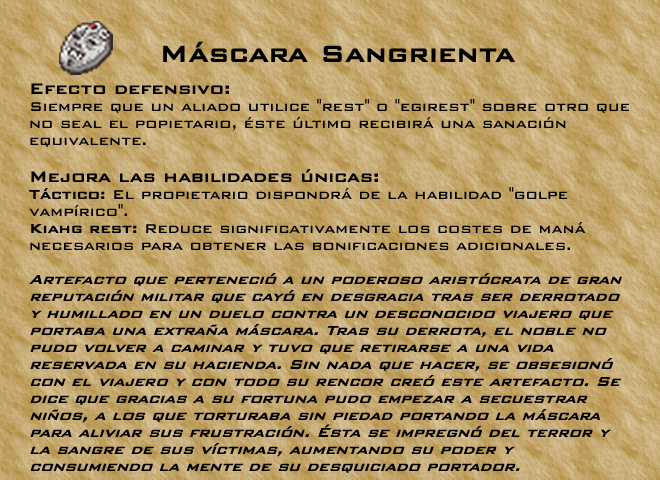 Máscara Sangrienta
Efecto defensivo:
Siempre que un aliado utilice "rest" o "egirest" sobre otro que
no seal el popietario, éste último recibirá una sanación
equivalente.
Mejora las habilidades únicas:
Táctico: El propietario dispondrá de la habilidad "golpe
vampírico".
Kiahg rest: Reduce significativamente los costes de maná
necesarios para obtener las bonificaciones adicionales.
Artefacto que perteneció a un poderoso aristócrata de gran
reputación militar que cayó en desgracia tras ser derrotado
y humillado en un duelo contra un desconocido viajero que
portaba una extraña máscara. Tras su derrota, el noble no
pudo volver a caminar y tuvo que retirarse a una vida
reservada en su hacienda. Sin nada que hacer, se obsesionó
con el viajero y con todo su rencor creó este artefacto. Se
dice que gracias a su fortuna pudo empezar a secuestrar
niños, a los que torturaba sin piedad portando la máscara
para aliviar sus frustración. Ésta se impregnó del terror y
la sangre de sus víctimas, aumentando su poder y
consumiendo la mente de su desquiciado portador.